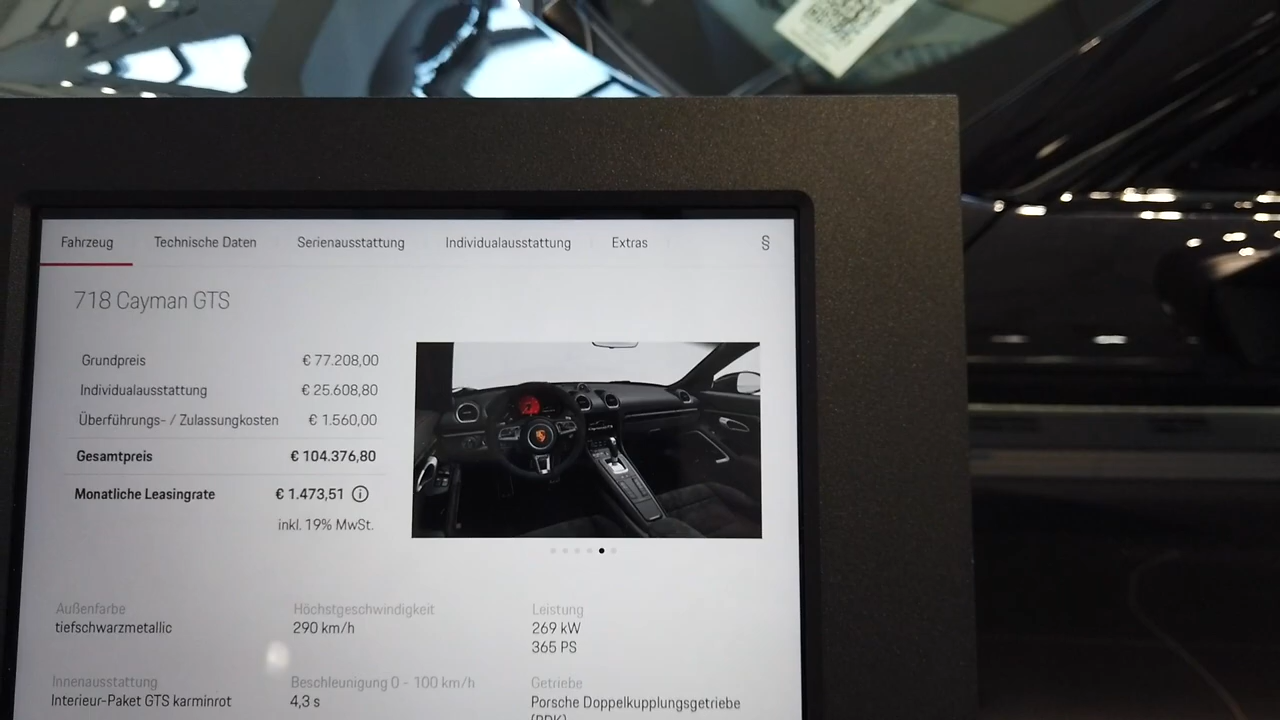 Fahrzeug Technische Daten Serienausstattung Individualausstattung Extras §
718 Cayman GTS
Grundpreis € 77.208,00
Individualausstattung € 25.608,80
Überführungs- / Zulassungkosten € 1.560,00
Gesamtpreis € 104.376,80
Monatliche Leasingrate € 1.473,51
inkl. 19% MwSt.
Außenfarbe Höchstgeschwindigkeit Leistung
tiefschwarzmetallic 290 km/h 269 kW
365 PS
Innenausstattung Beschleunigung 0 - 100 km/h Getriebe
Interieur-Paket GTS karminrot 4,3 s Porsche Doppelkupplungsgetriebe
(PDK)